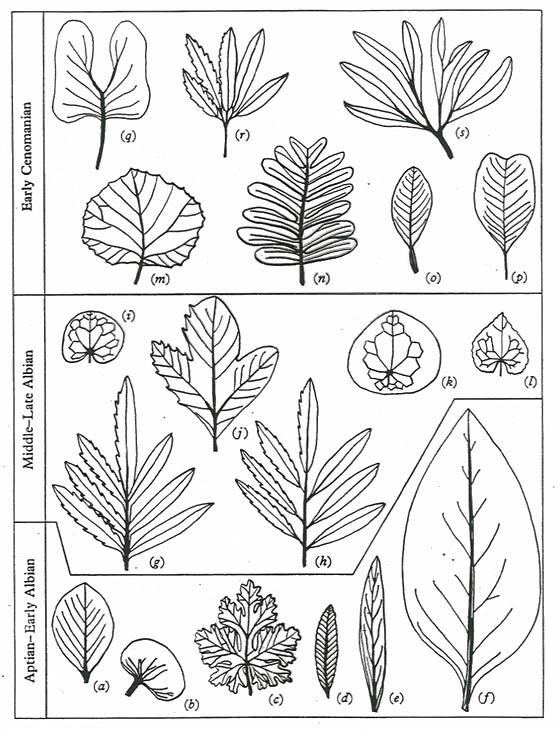 Early Cenomanian
(q)
(r)
(s)
(m)
(n)
(o)
(p)
Middle–Late Albian
(i)
(j)
(k)
(l)
(g)
(h)
Aptian–Early Albian
(a)
(b)
(c)
(d)
(e)
(f)